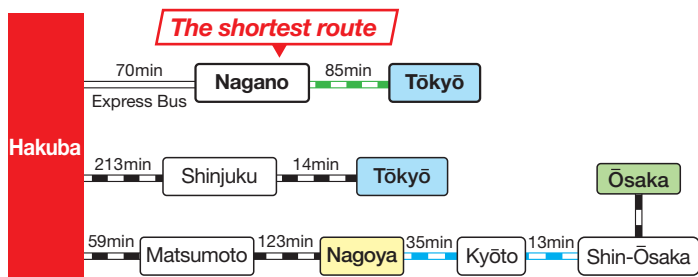 The shortest route
Hakuba
70min
Express Bus
Nagano
85min
Tōkyō
213min
Shinjuku
14min
Tōkyō
Ōsaka
59min
Matsumoto
123min
Nagoya
35min
Kyōto
13min
Shin-Ōsaka